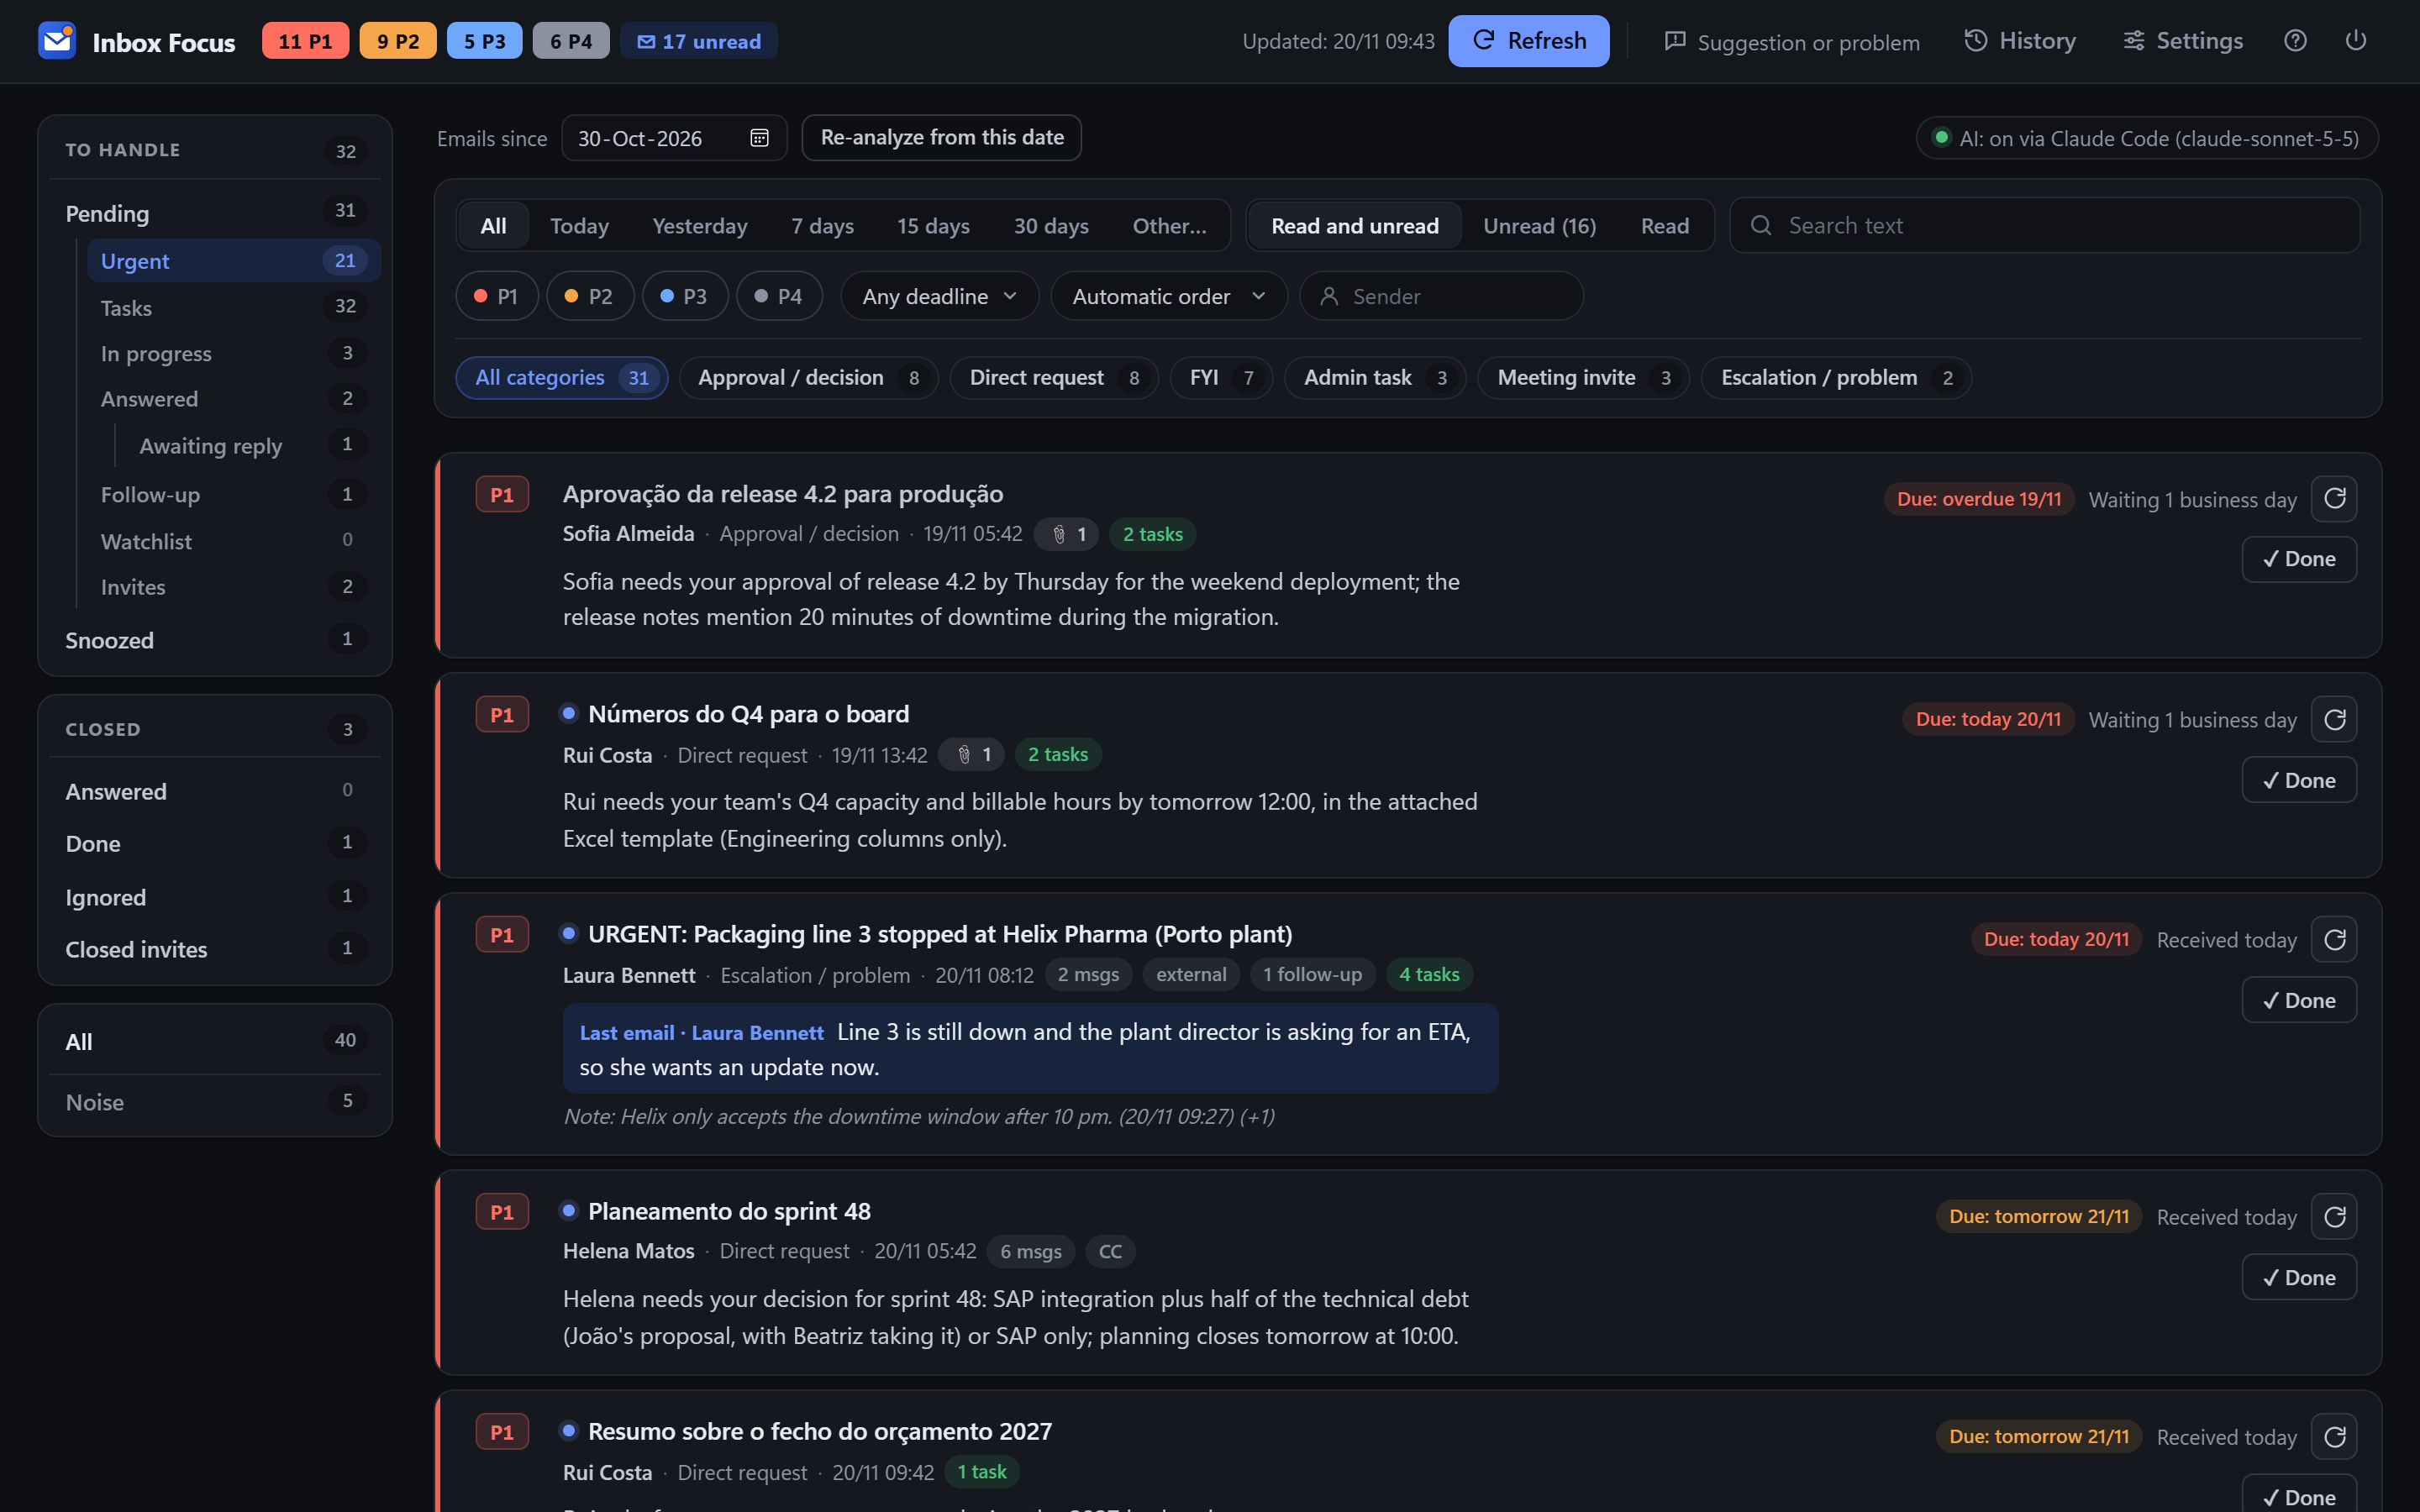 Inbox Focus
11 P1
9 P2
5 P3
6 P4
17 unread
Updated: 20/11 09:43
Refresh
Suggestion or problem
History
Settings
TO HANDLE 32
Pending 31
Urgent 21
Tasks 32
In progress 3
Answered 2
Awaiting reply 1
Follow-up 1
Watchlist 0
Invites 2
Snoozed 1
CLOSED 3
Answered 0
Done 1
Ignored 1
Closed invites 1
All 40
Noise 5
Emails since
30-Oct-2026
Re-analyze from this date
AI: on via Claude Code (claude-sonnet-5-5)
All Today Yesterday 7 days 15 days 30 days Other...
Read and unread Unread (16) Read
Search text
P1 P2 P3 P4
Any deadline
Automatic order
Sender
All categories 31
Approval / decision 8
Direct request 8
FYI 7
Admin task 3
Meeting invite 3
Escalation / problem 2
P1 Aprovação da release 4.2 para produção
Due: overdue 19/11 Waiting 1 business day
Sofia Almeida · Approval / decision · 19/11 05:42 1 2 tasks
✓ Done
Sofia needs your approval of release 4.2 by Thursday for the weekend deployment; the
release notes mention 20 minutes of downtime during the migration.
P1 Números do Q4 para o board
Due: today 20/11 Waiting 1 business day
Rui Costa · Direct request · 19/11 13:42 1 2 tasks
✓ Done
Rui needs your team's Q4 capacity and billable hours by tomorrow 12:00, in the attached
Excel template (Engineering columns only).
P1 URGENT: Packaging line 3 stopped at Helix Pharma (Porto plant)
Due: today 20/11 Received today
Laura Bennett · Escalation / problem · 20/11 08:12 2 msgs external 1 follow-up 4 tasks
✓ Done
Last email · Laura Bennett Line 3 is still down and the plant director is asking for an ETA,
so she wants an update now.
Note: Helix only accepts the downtime window after 10 pm. (20/11 09:27) (+1)
P1 Planeamento do sprint 48
Due: tomorrow 21/11 Received today
Helena Matos · Direct request · 20/11 05:42 6 msgs CC
✓ Done
Helena needs your decision for sprint 48: SAP integration plus half of the technical debt
(João's proposal, with Beatriz taking it) or SAP only; planning closes tomorrow at 10:00.
P1 Resumo sobre o fecho do orçamento 2027
Due: tomorrow 21/11 Received today
Rui Costa · Direct request · 20/11 09:42 1 task
✓ Done